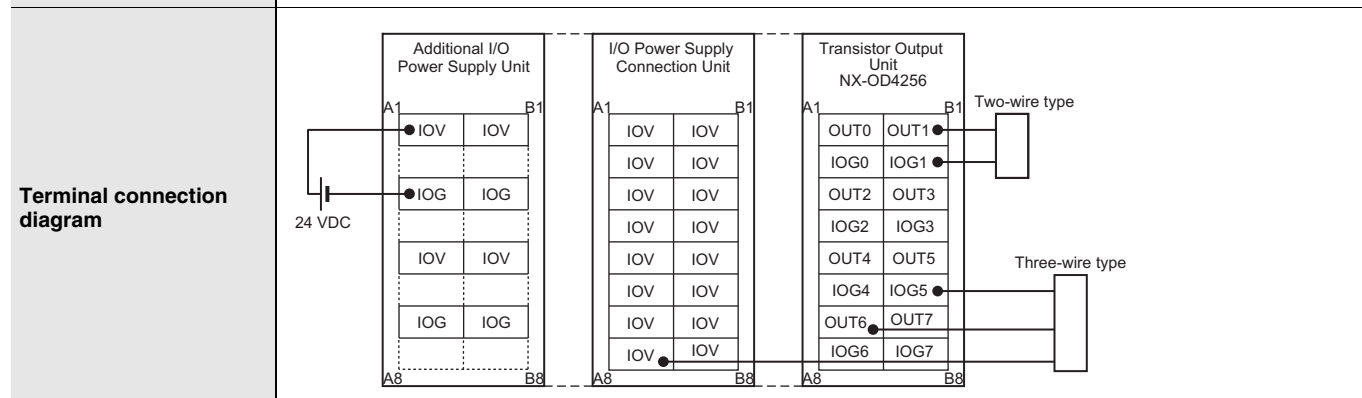 Terminal connection
diagram
Additional I/O
Power Supply Unit
I/O Power Supply
Connection Unit
Transistor Output
Unit
NX-OD4256
A1 B1 A1 B1 A1 B1
Two-wire type
IOV IOV IOV IOV OUT0 OUT1
IOV IOV IOG0 IOG1
IOG IOG IOV IOV OUT2 OUT3
24 VDC
IOV IOV IOG2 IOG3
IOV IOV IOV IOV OUT4 OUT5
Three-wire type
IOV IOV IOG4 IOG5
IOG IOG IOV IOV OUT6 OUT7
IOV IOV IOG6 IOG7
A8 B8 A8 B8 A8 B8